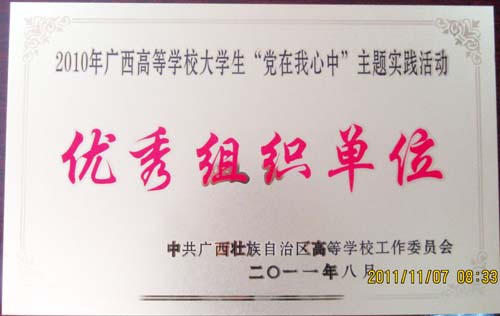 2010年广西高等学校大学生“党在我心中”主题实践活动
优秀组织单位
中共广西壮族自治区高等学校工作委员会
二〇一一年八月
2011/11/07 08:33